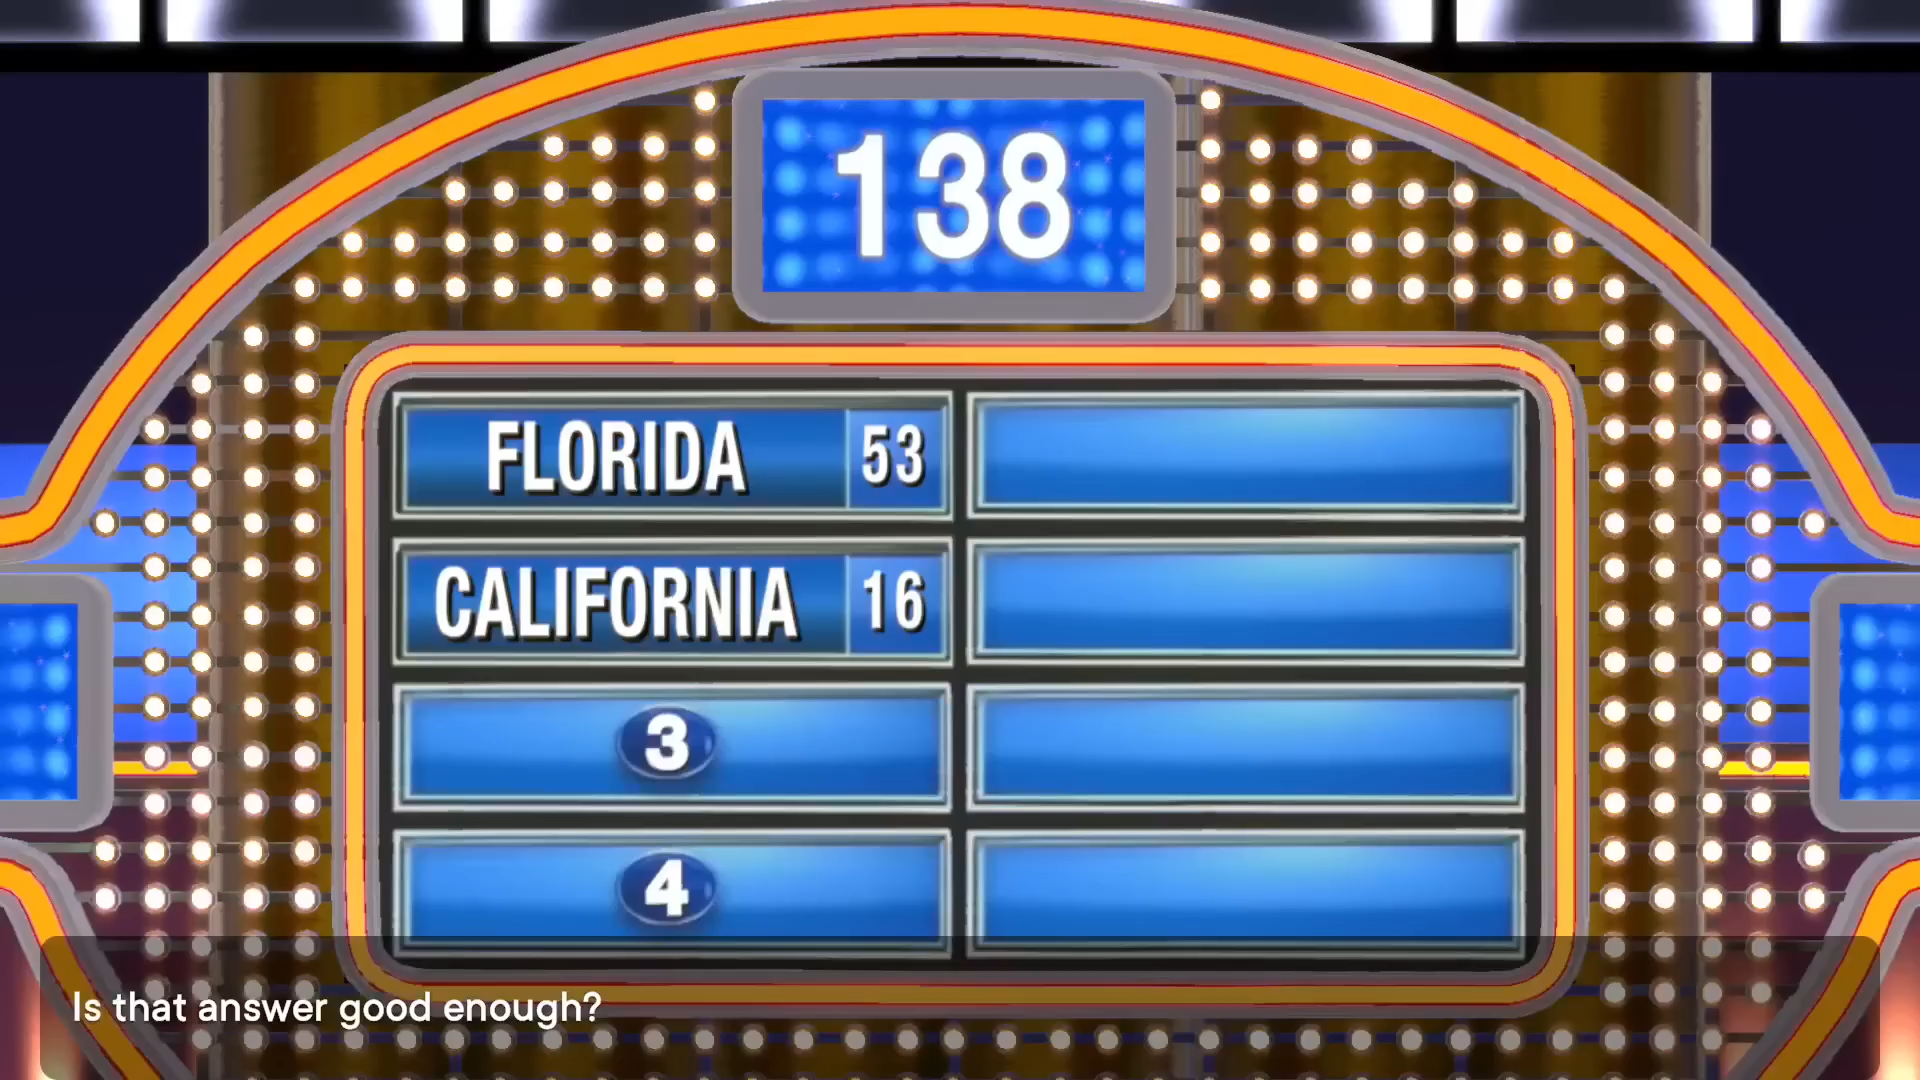 138
FLORIDA 53
CALIFORNIA 16
3
4
Is that answer good enough?